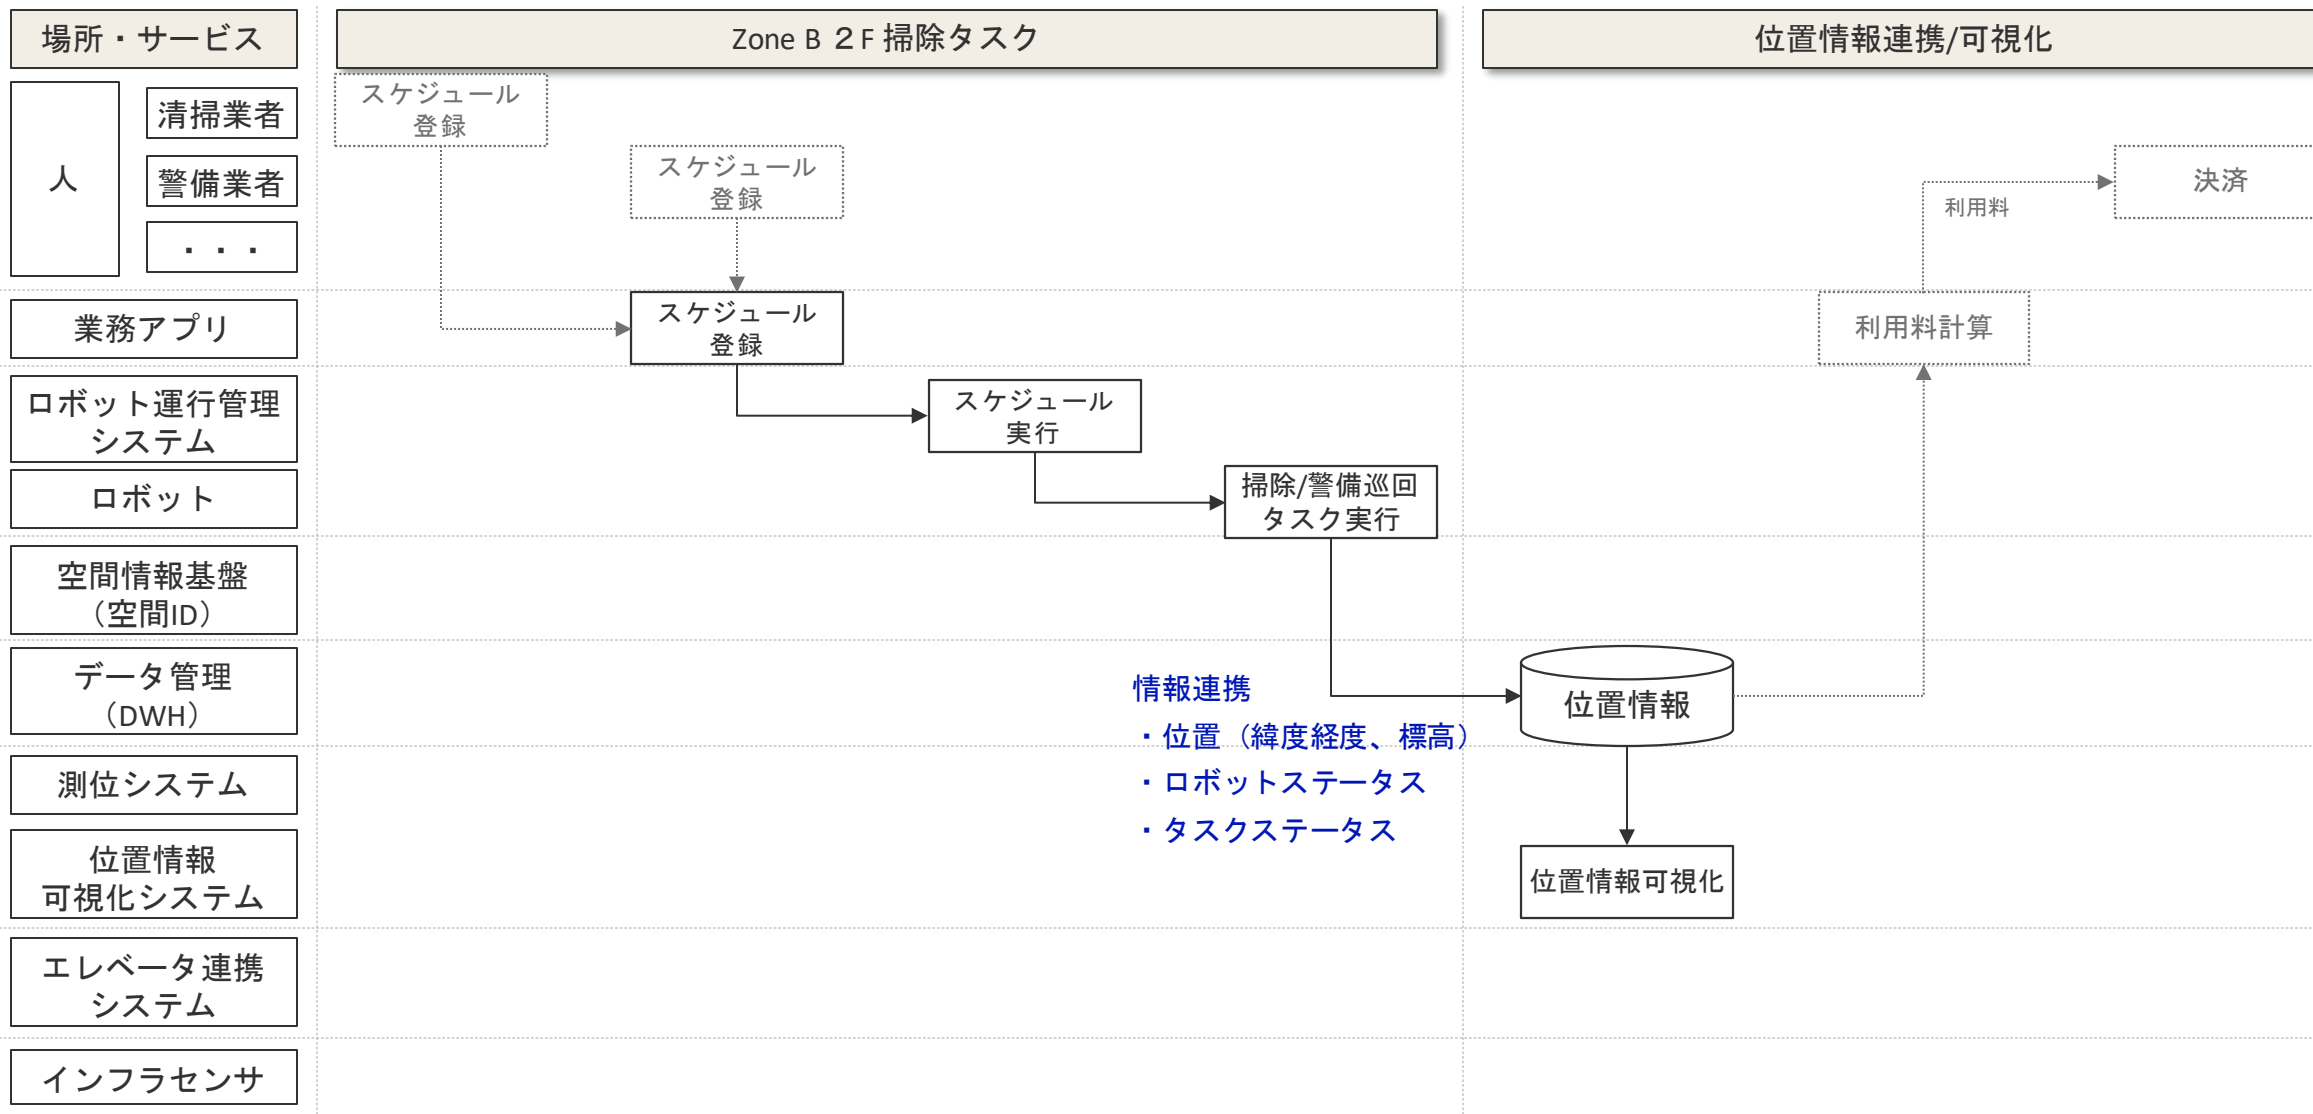 場所・サービス
Zone B ２F 掃除タスク
位置情報連携/可視化
人
清掃業者
警備業者
・・・
スケジュール
登録
スケジュール
登録
決済
利用料
業務アプリ
スケジュール
登録
利用料計算
ロボット運行管理
システム
スケジュール
実行
ロボット
掃除/警備巡回
タスク実行
空間情報基盤
（空間ID）
データ管理
（DWH）
情報連携
・位置（緯度経度、標高）
・ロボットステータス
・タスクステータス
位置情報
測位システム
位置情報
可視化システム
位置情報可視化
エレベータ連携
システム
インフラセンサ